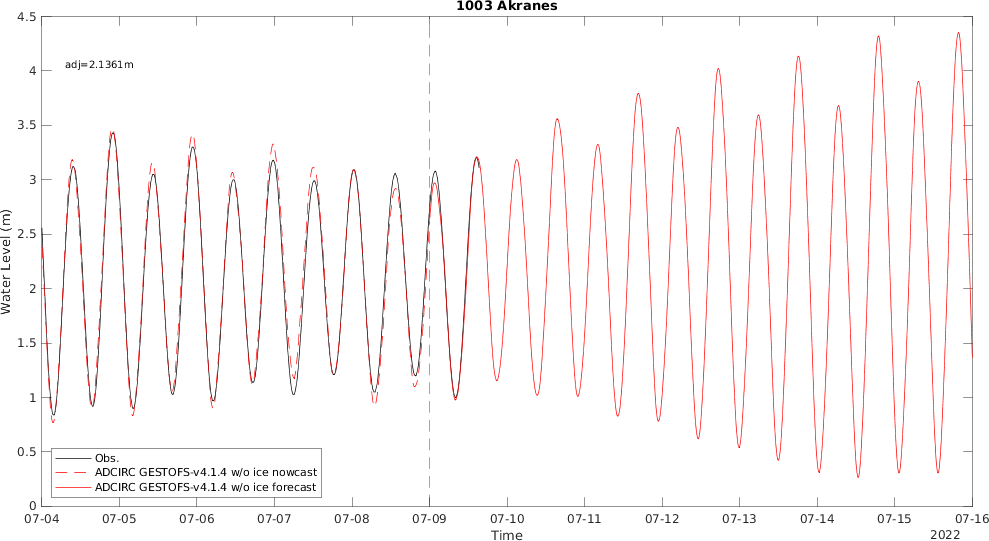 1003 Akranes
4.5
4
3.5
3
2.5
2
1.5
1
0.5
0
Water Level (m)
adj=2.1361m
Obs.
ADCIRC GESTOFS-v4.1.4 w/o ice nowcast
ADCIRC GESTOFS-v4.1.4 w/o ice forecast
07-04 07-05 07-06 07-07 07-08 07-09 07-10 07-11 07-12 07-13 07-14 07-15 07-16
Time
2022